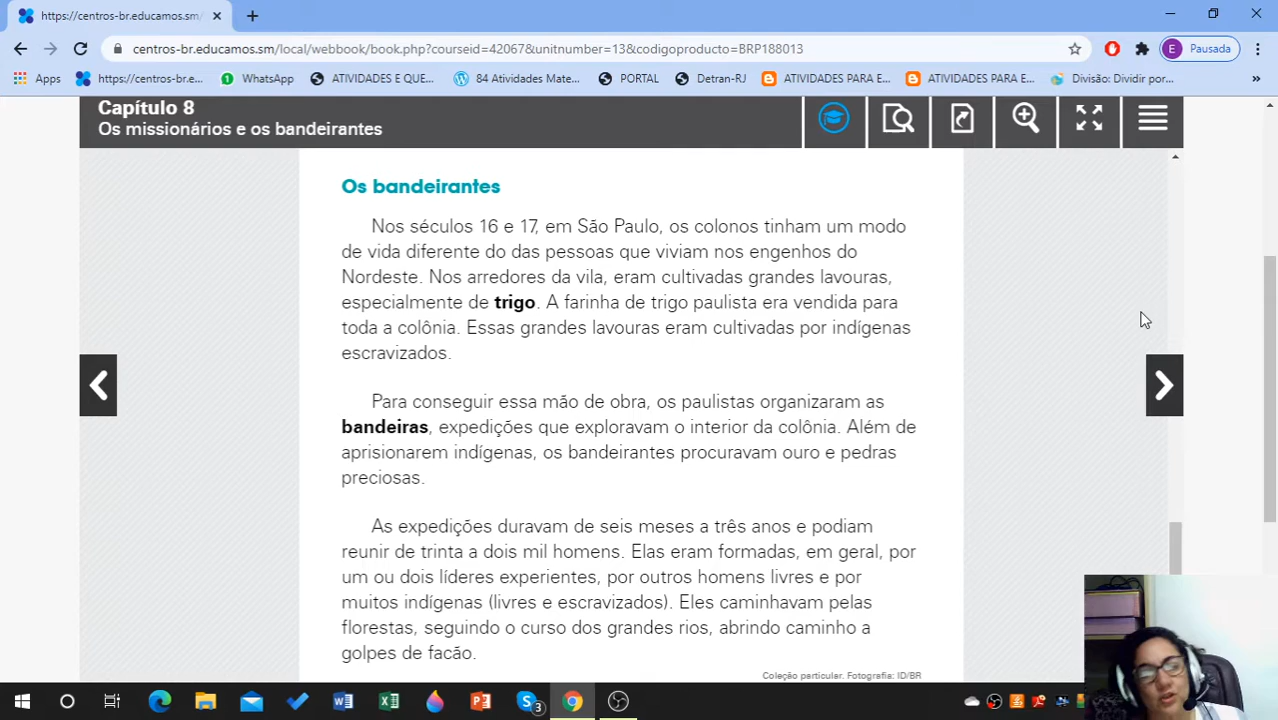 https://centros-br.educamos.sm/
centros-br.educamos.sm/local/webbook/book.php?courseid=42067&unitnumber=13&codigoproducto=BRP188013
E Pausada
Apps https://centros-br.e... WhatsApp ATIVIDADES E QUE... 84 Atividades Mate... PORTAL Detren-RJ ATIVIDADES PARA E... ATIVIDADES PARA E... Divisão: Dividir por... »
Capítulo 8
Os missionários e os bandeirantes
Os bandeirantes
Nos séculos 16 e 17, em São Paulo, os colonos tinham um modo
de vida diferente do das pessoas que viviam nos engenhos do
Nordeste. Nos arredores da vila, eram cultivadas grandes lavouras,
especialmente de trigo. A farinha de trigo paulista era vendida para
toda a colônia. Essas grandes lavouras eram cultivadas por indígenas
escravizados.
Para conseguir essa mão de obra, os paulistas organizaram as
bandeiras, expedições que exploravam o interior da colônia. Além de
aprisionarem indígenas, os bandeirantes procuravam ouro e pedras
preciosas.
As expedições duravam de seis meses a três anos e podiam
reunir de trinta a dois mil homens. Elas eram formadas, em geral, por
um ou dois líderes experientes, por outros homens livres e por
muitos indígenas (livres e escravizados). Eles caminhavam pelas
florestas, seguindo o curso dos grandes rios, abrindo caminho a
golpes de facão.
Coleção particular. Fotografia: ID/BR
3